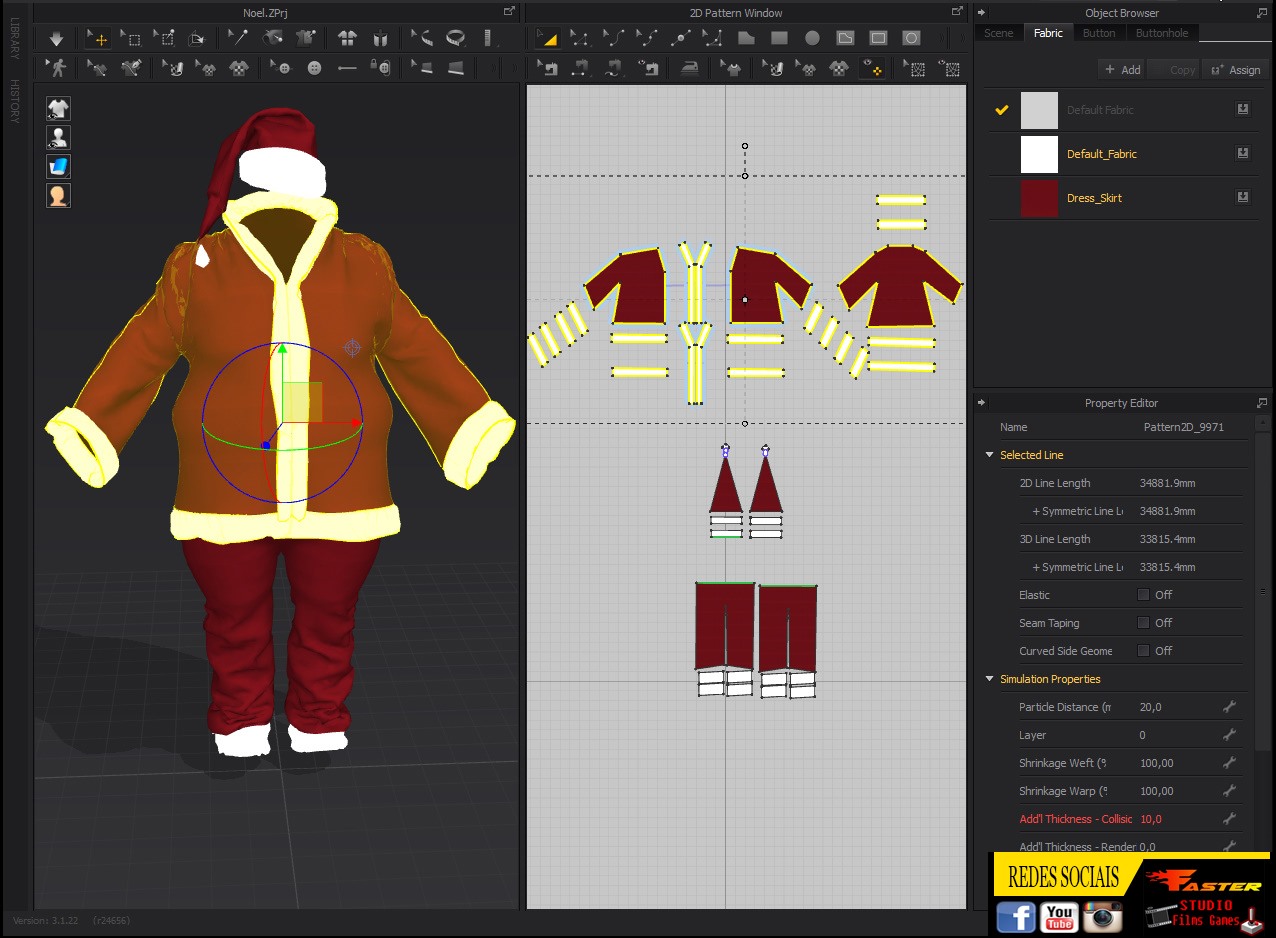 LIBRARY
HISTORY
Noel.ZPrj
2D Pattern Window
Object Browser
Scene
Fabric
Button
Buttonhole
+ Add
Copy
Assign
Default Fabric
Default_Fabric
Dress_Skirt
Property Editor
Name Pattern2D_9971
Selected Line
2D Line Length 34881.9mm
+ Symmetric Line Le 34881.9mm
3D Line Length 33815.4mm
+ Symmetric Line Le 33815.4mm
Elastic Off
Seam Taping Off
Curved Side Geome Off
Simulation Properties
Particle Distance (m 20,0
Layer 0
Shrinkage Weft (% 100,00
Shrinkage Warp (% 100,00
Add'l Thickness - Collisic 10,0
Add'l Thickness - Render 0,0
REDES SOCIAIS
FASTER
STUDIO
Films Games
f
You
Tube
Version: 3.1.22 (r24656)